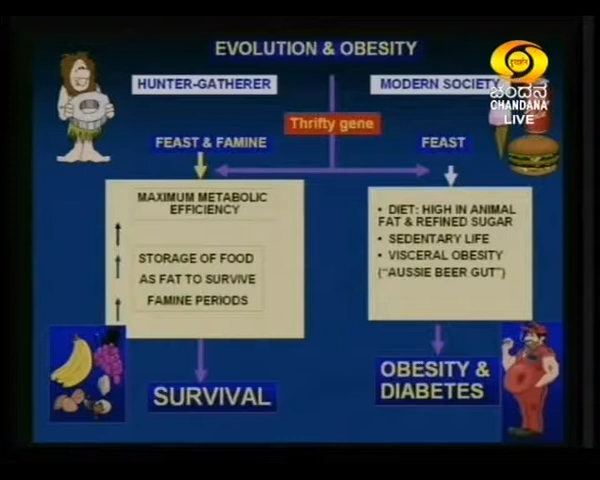 EVOLUTION & OBESITY
HUNTER-GATHERER
MODERN SOCIETY
ಚಂದನ
CHANDANA
LIVE
Thrifty gene
FEAST & FAMINE
FEAST
MAXIMUM METABOLIC
EFFICIENCY
STORAGE OF FOOD
AS FAT TO SURVIVE
FAMINE PERIODS
• DIET: HIGH IN ANIMAL
FAT & REFINED SUGAR
• SEDENTARY LIFE
• VISCERAL OBESITY
("AUSSIE BEER GUT")
SURVIVAL
OBESITY &
DIABETES